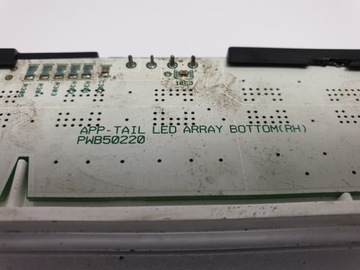 APP-TAIL LED ARRAY BOTTOM(RH)
PWB50220